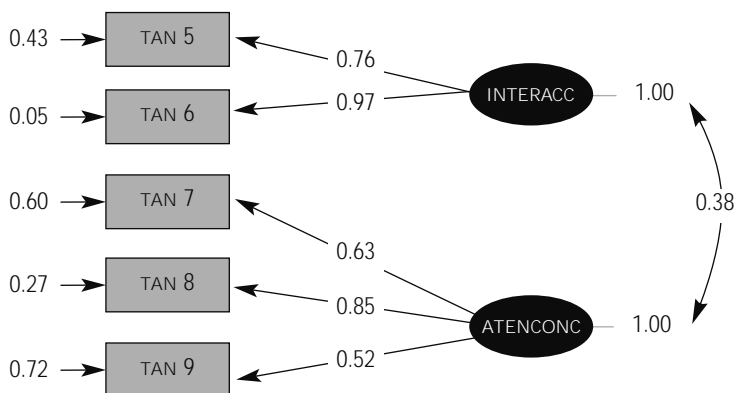 0.43 TAN 5
0.76
INTERACC 1.00
0.97
0.05 TAN 6
0.60 TAN 7
0.38
0.63
0.27 TAN 8
0.85
ATENCONC 1.00
0.52
0.72 TAN 9